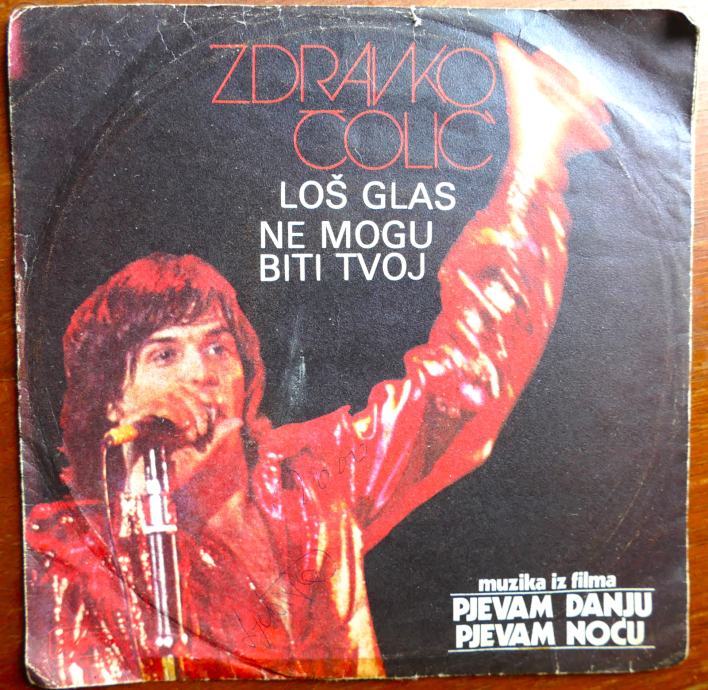 ZDRAVKO
ČOLIĆ
LOŠ GLAS
NE MOGU
BITI TVOJ
muzika iz filma
PJEVAM DANJU
PJEVAM NOĆU